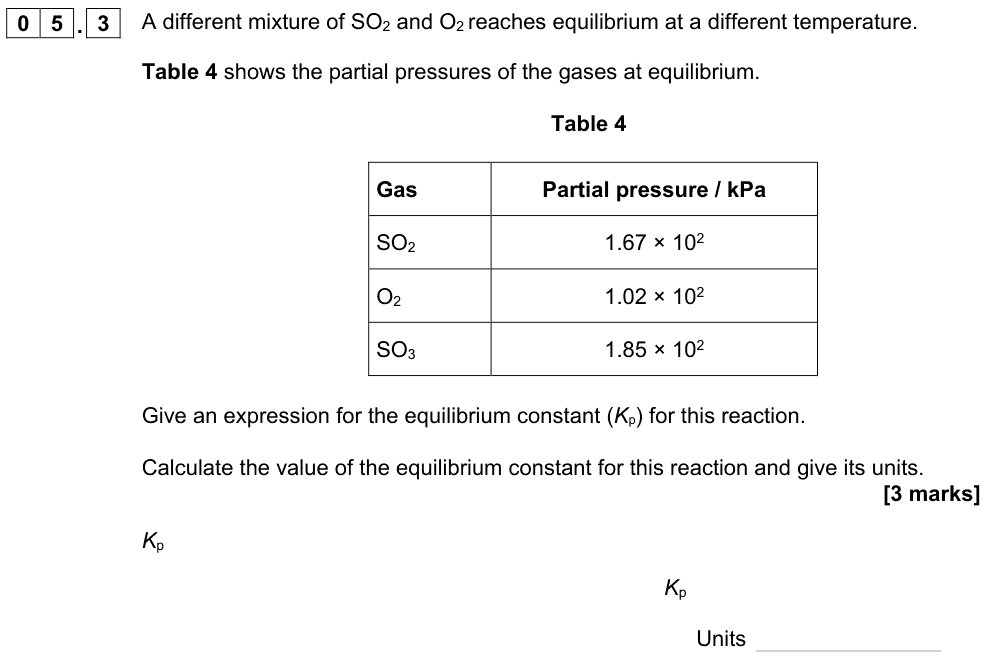 0 5 . 3 A different mixture of SO₂ and O₂ reaches equilibrium at a different temperature.
Table 4 shows the partial pressures of the gases at equilibrium.
Table 4
Gas Partial pressure / kPa
SO₂ 1.67 × 10²
O₂ 1.02 × 10²
SO₃ 1.85 × 10²
Give an expression for the equilibrium constant (Kₚ) for this reaction.
Calculate the value of the equilibrium constant for this reaction and give its units.
[3 marks]
Kₚ
Kₚ
Units